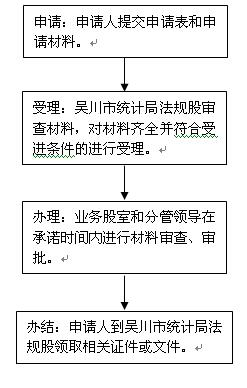 申请：申请人提交申请表和申
请材料。
受理：吴川市统计局法规股审
查材料，对材料齐全并符合受
进条件的进行受理。
办理：业务股室和分管领导在
承诺时间内进行材料审查、审
批。
办结：申请人到吴川市统计局法
规股领取相关证件或文件。